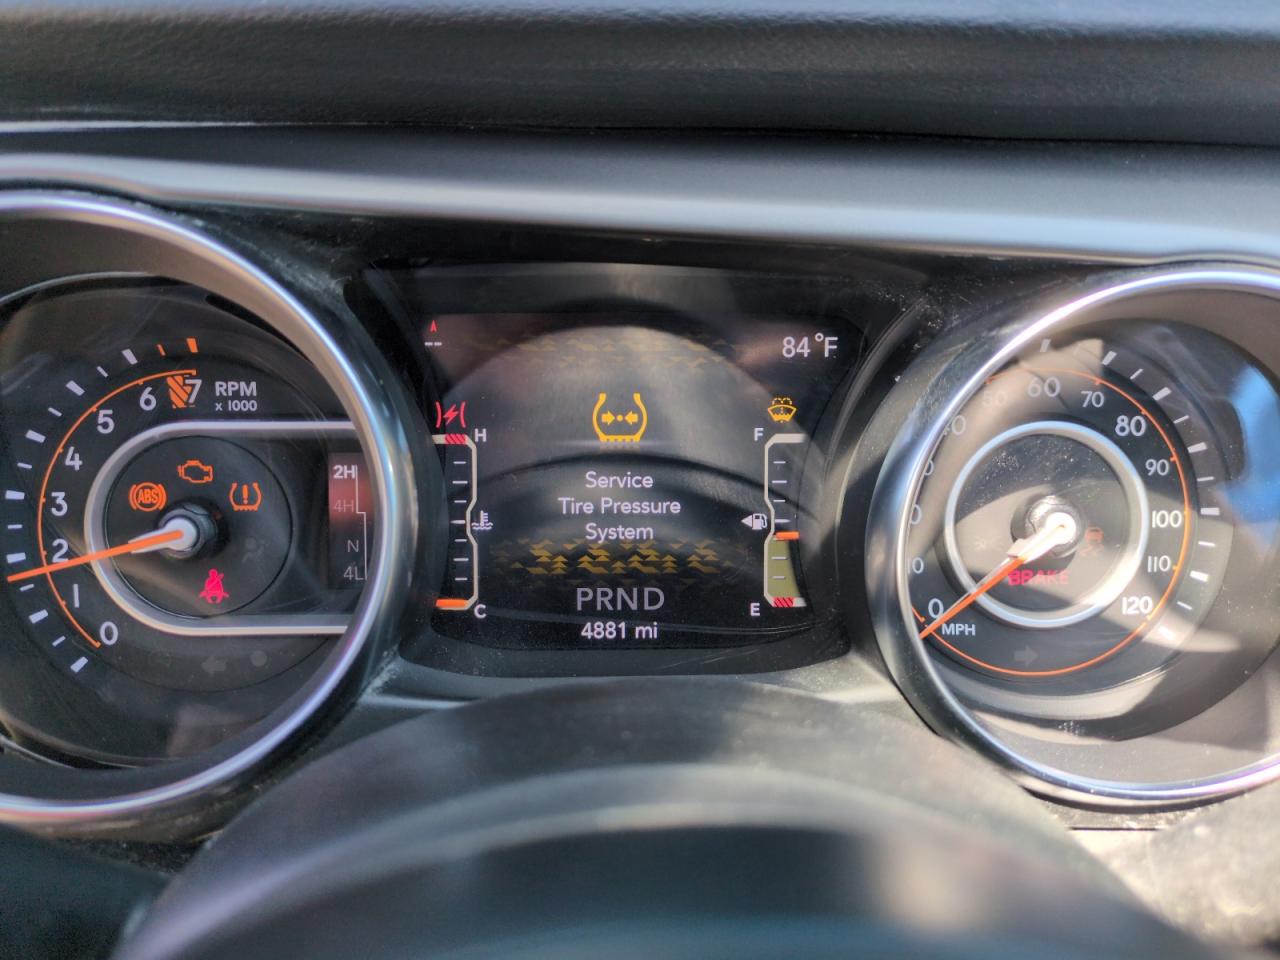 7
RPM
x 1000
6
5
4
3
2
1
0
ABS
!
2H
4H
N
4L
--
84°F
H
C
F
E
Service
Tire Pressure
System
PRND
4881 mi
0
MPH
50
60
70
80
90
100
110
120
BRAKE